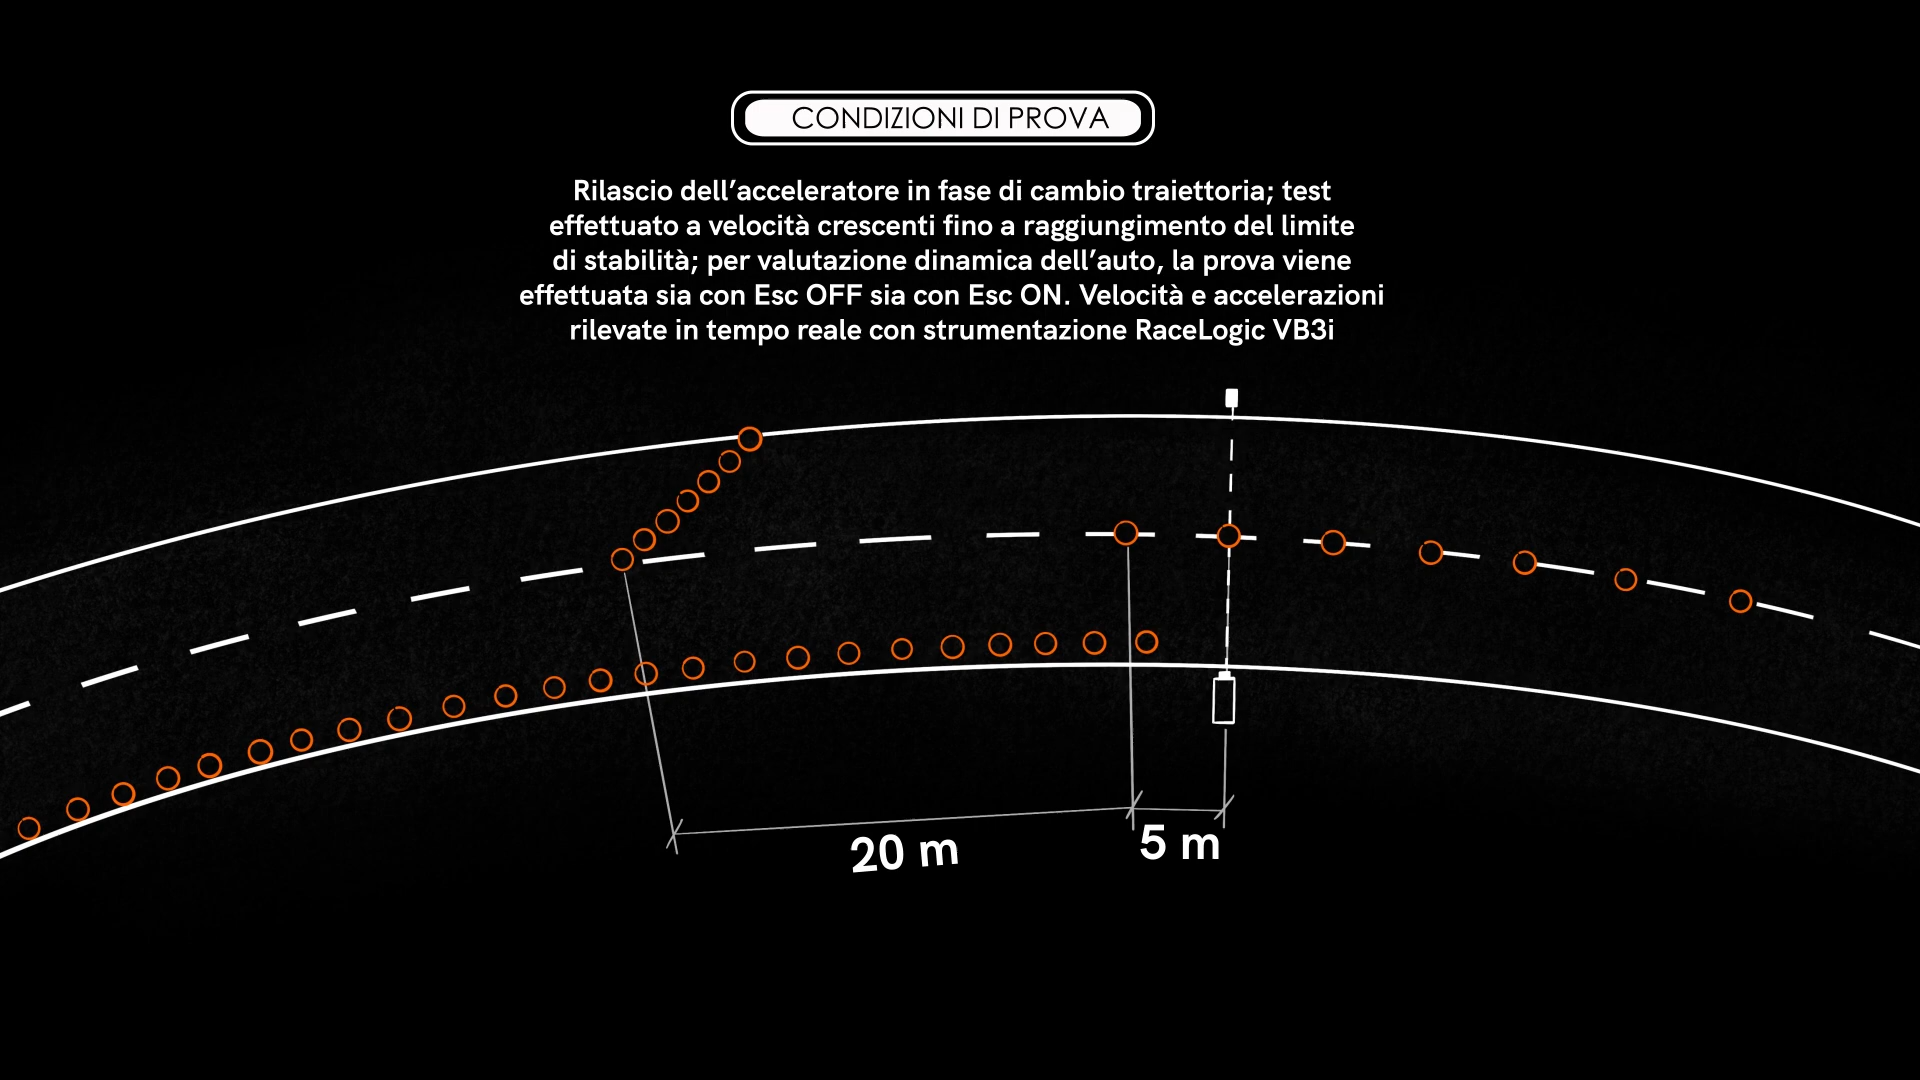 CONDIZIONI DI PROVA
Rilascio dell’acceleratore in fase di cambio traiettoria; test
effettuato a velocità crescenti fino a raggiungimento del limite
di stabilità; per valutazione dinamica dell’auto, la prova viene
effettuata sia con Esc OFF sia con Esc ON. Velocità e accelerazioni
rilevate in tempo reale con strumentazione RaceLogic VB3i
20 m
5 m